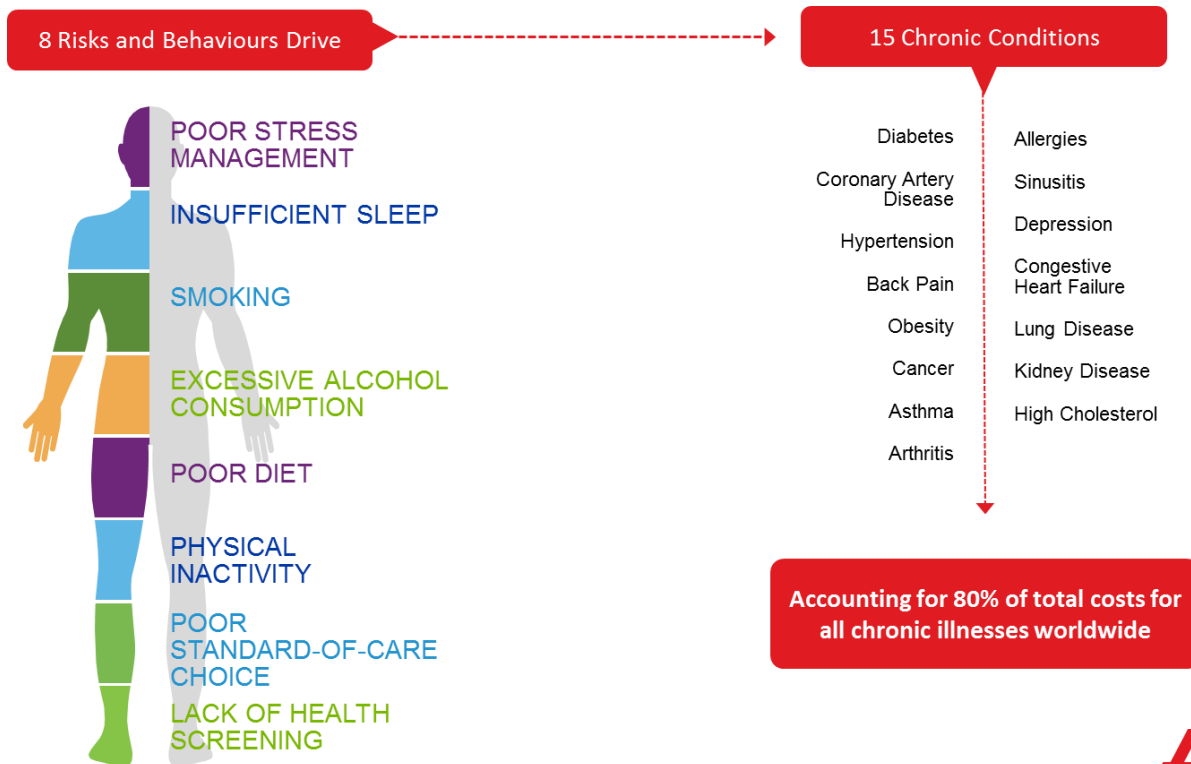 8 Risks and Behaviours Drive
15 Chronic Conditions
POOR STRESS
MANAGEMENT
INSUFFICIENT SLEEP
SMOKING
EXCESSIVE ALCOHOL
CONSUMPTION
POOR DIET
PHYSICAL
INACTIVITY
POOR
STANDARD-OF-CARE
CHOICE
LACK OF HEALTH
SCREENING
Diabetes
Coronary Artery
Disease
Hypertension
Back Pain
Obesity
Cancer
Asthma
Arthritis
Allergies
Sinusitis
Depression
Congestive
Heart Failure
Lung Disease
Kidney Disease
High Cholesterol
Accounting for 80% of total costs for
all chronic illnesses worldwide